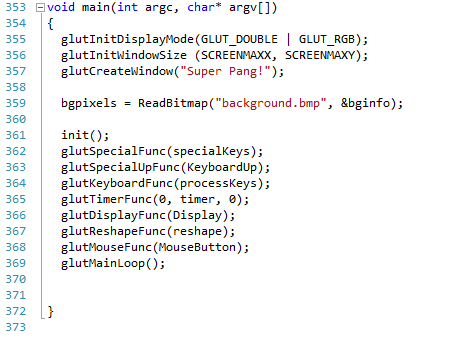 353 void main(int argc, char* argv[])
354 {
355 glutInitDisplayMode(GLUT_DOUBLE | GLUT_RGB);
356 glutInitWindowSize (SCREENMAXX, SCREENMAXY);
357 glutCreateWindow("Super Pang!");
358
359 bgpixels = ReadBitmap("background.bmp", &bginfo);
360
361 init();
362 glutSpecialFunc(specialKeys);
363 glutSpecialUpFunc(KeyboardUp);
364 glutKeyboardFunc(processKeys);
365 glutTimerFunc(0, timer, 0);
366 glutDisplayFunc(Display);
367 glutReshapeFunc(reshape);
368 glutMouseFunc(MouseButton);
369 glutMainLoop();
370
371
372 }
373